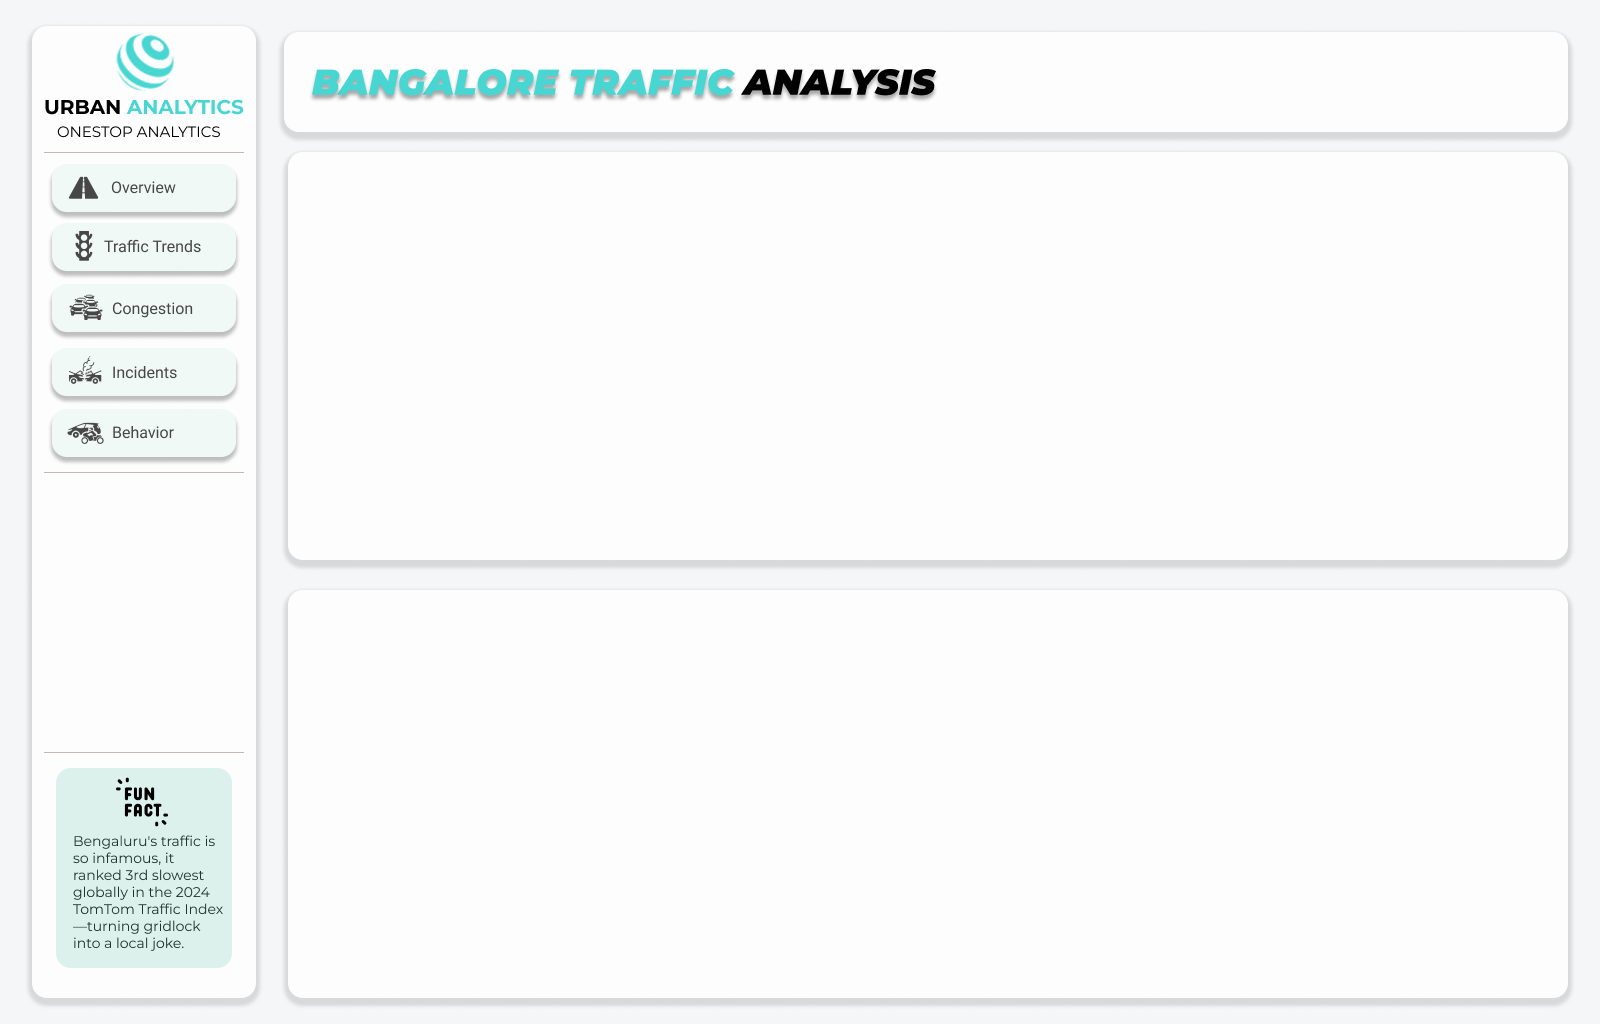 URBAN ANALYTICS
ONESTOP ANALYTICS
Overview
Traffic Trends
Congestion
Incidents
Behavior
FUN
FACT
Bengaluru's traffic is
so infamous, it
ranked 3rd slowest
globally in the 2024
TomTom Traffic Index
—turning gridlock
into a local joke.
BANGALORE TRAFFIC ANALYSIS